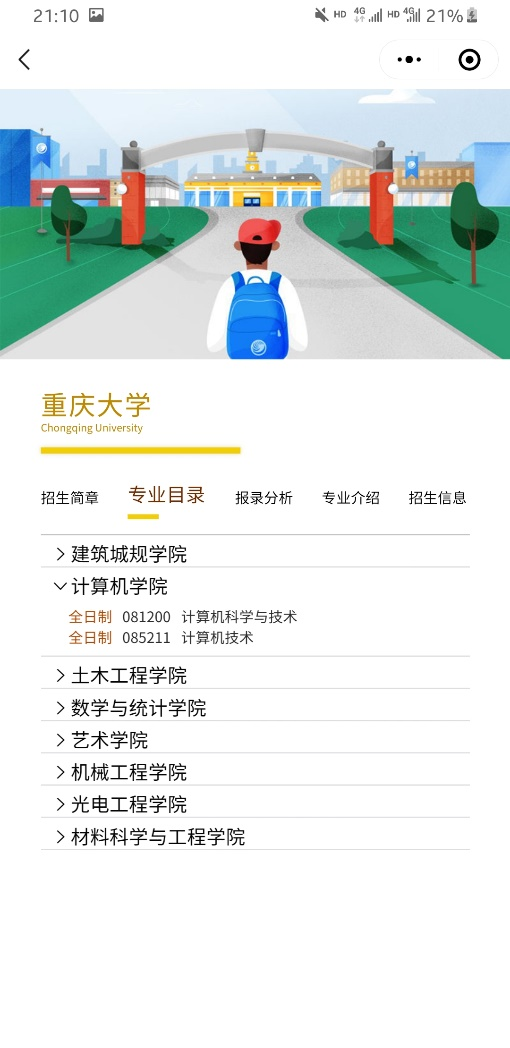 21:10 HD 4G HD 4G 21%
重庆大学
Chongqing University
招生简章 专业目录 报录分析 专业介绍 招生信息
建筑城规学院
计算机学院
全日制 081200 计算机科学与技术
全日制 085211 计算机技术
土木工程学院
数学与统计学院
艺术学院
机械工程学院
光电工程学院
材料科学与工程学院